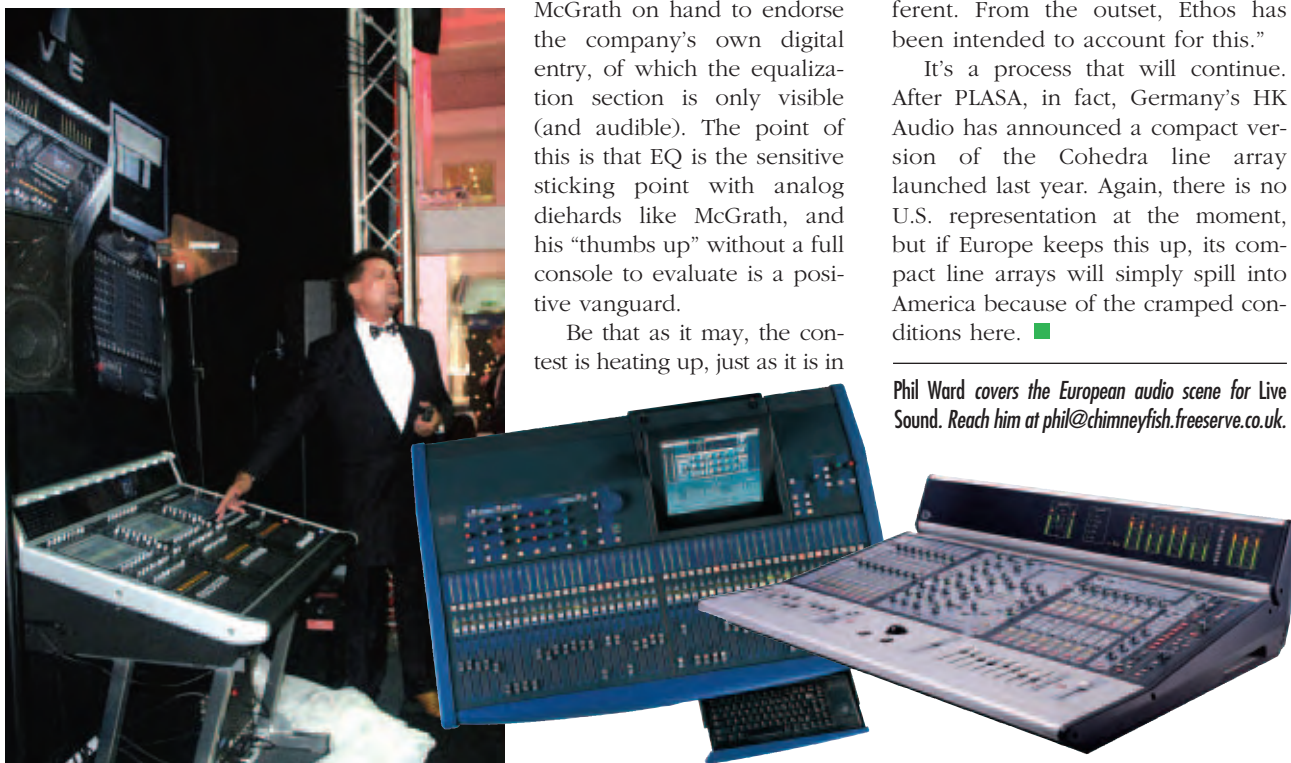 McGrath on hand to endorse
the company's own digital
entry, of which the equaliza-
tion section is only visible
(and audible). The point of
this is that EQ is the sensitive
sticking point with analog
diehards like McGrath, and
his “thumbs up” without a full
console to evaluate is a posi-
tive vanguard.
Be that as it may, the con-
test is heating up, just as it is in
ferent. From the outset, Ethos has
been intended to account for this.”
It's a process that will continue.
After PLASA, in fact, Germany's HK
Audio has announced a compact ver-
sion of the Cohedra line array
launched last year. Again, there is no
U.S. representation at the moment,
but if Europe keeps this up, its com-
pact line arrays will simply spill into
America because of the cramped con-
ditions here.
Phil Ward covers the European audio scene for Live
Sound. Reach him at phil@chimneyfish.freeserve.co.uk.
V E